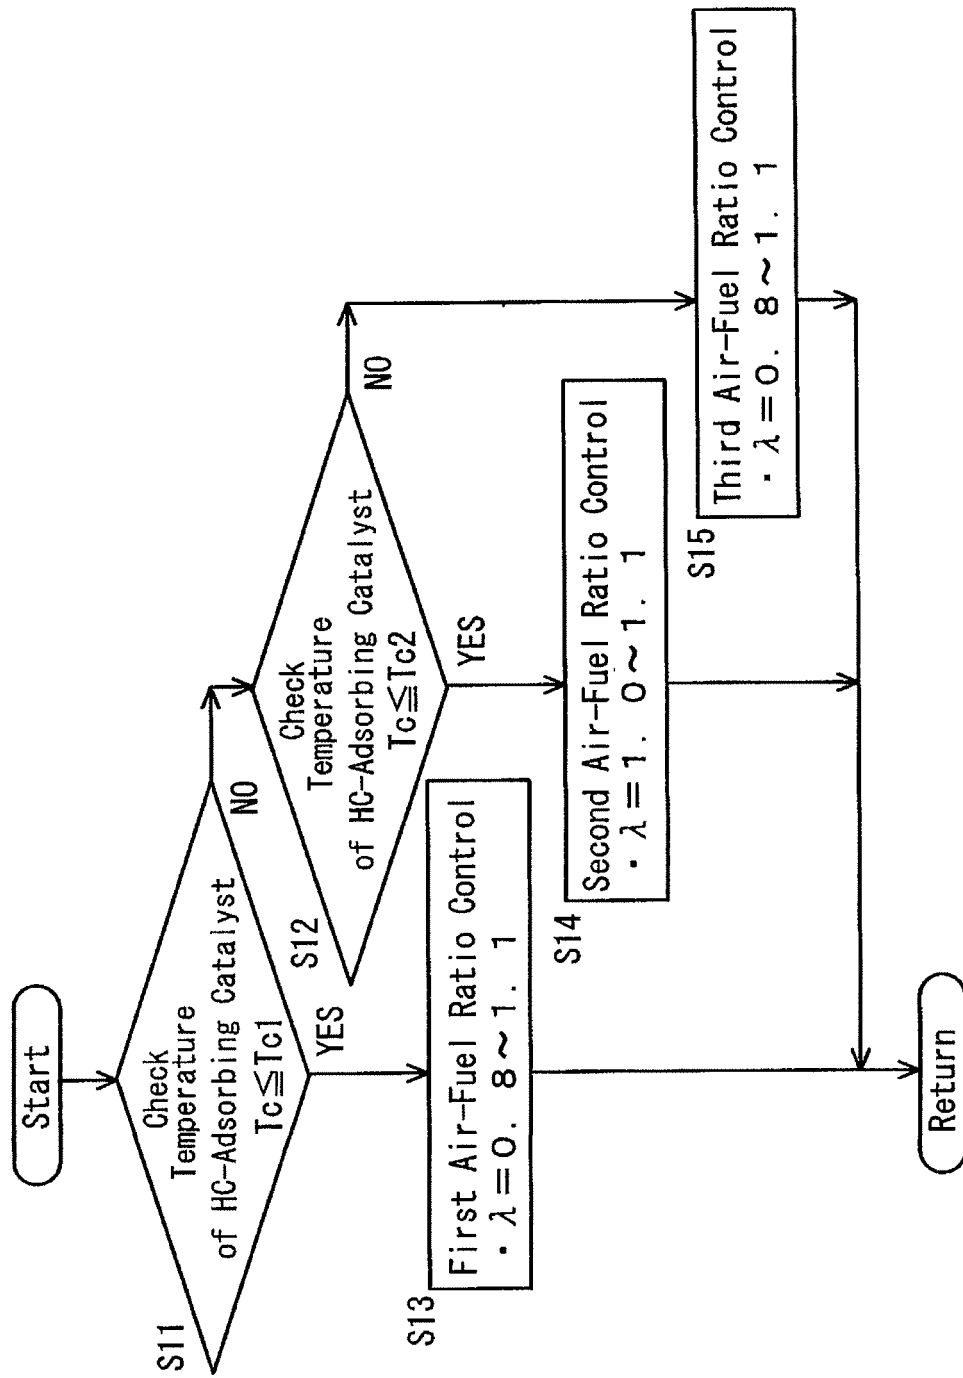 Start
S11
Check
Temperature
of HC-Adsorbing Catalyst
Tc≦Tc1
NO
YES
S12
Check
Temperature
of HC-Adsorbing Catalyst
Tc≦Tc2
NO
YES
S13
First Air-Fuel Ratio Control
・λ=0. 8~1. 1
S14
Second Air-Fuel Ratio Control
・λ=1. 0~1. 1
S15
Third Air-Fuel Ratio Control
・λ=0. 8~1. 1
Return